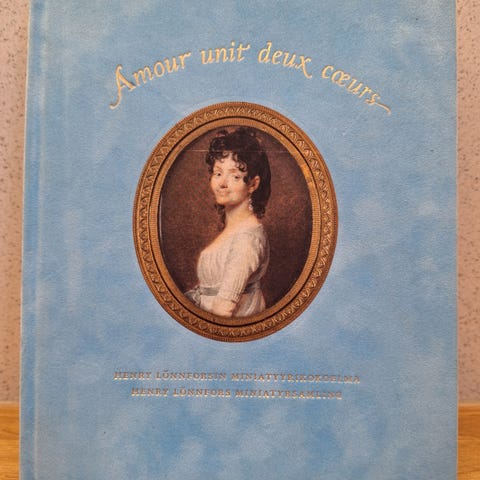 Amour unit deux cœurs
HENRY LÖNNFORSIN MINIATYYRIKOKOELMA
HENRY LÖNNFORS MINIATYRSAMLING